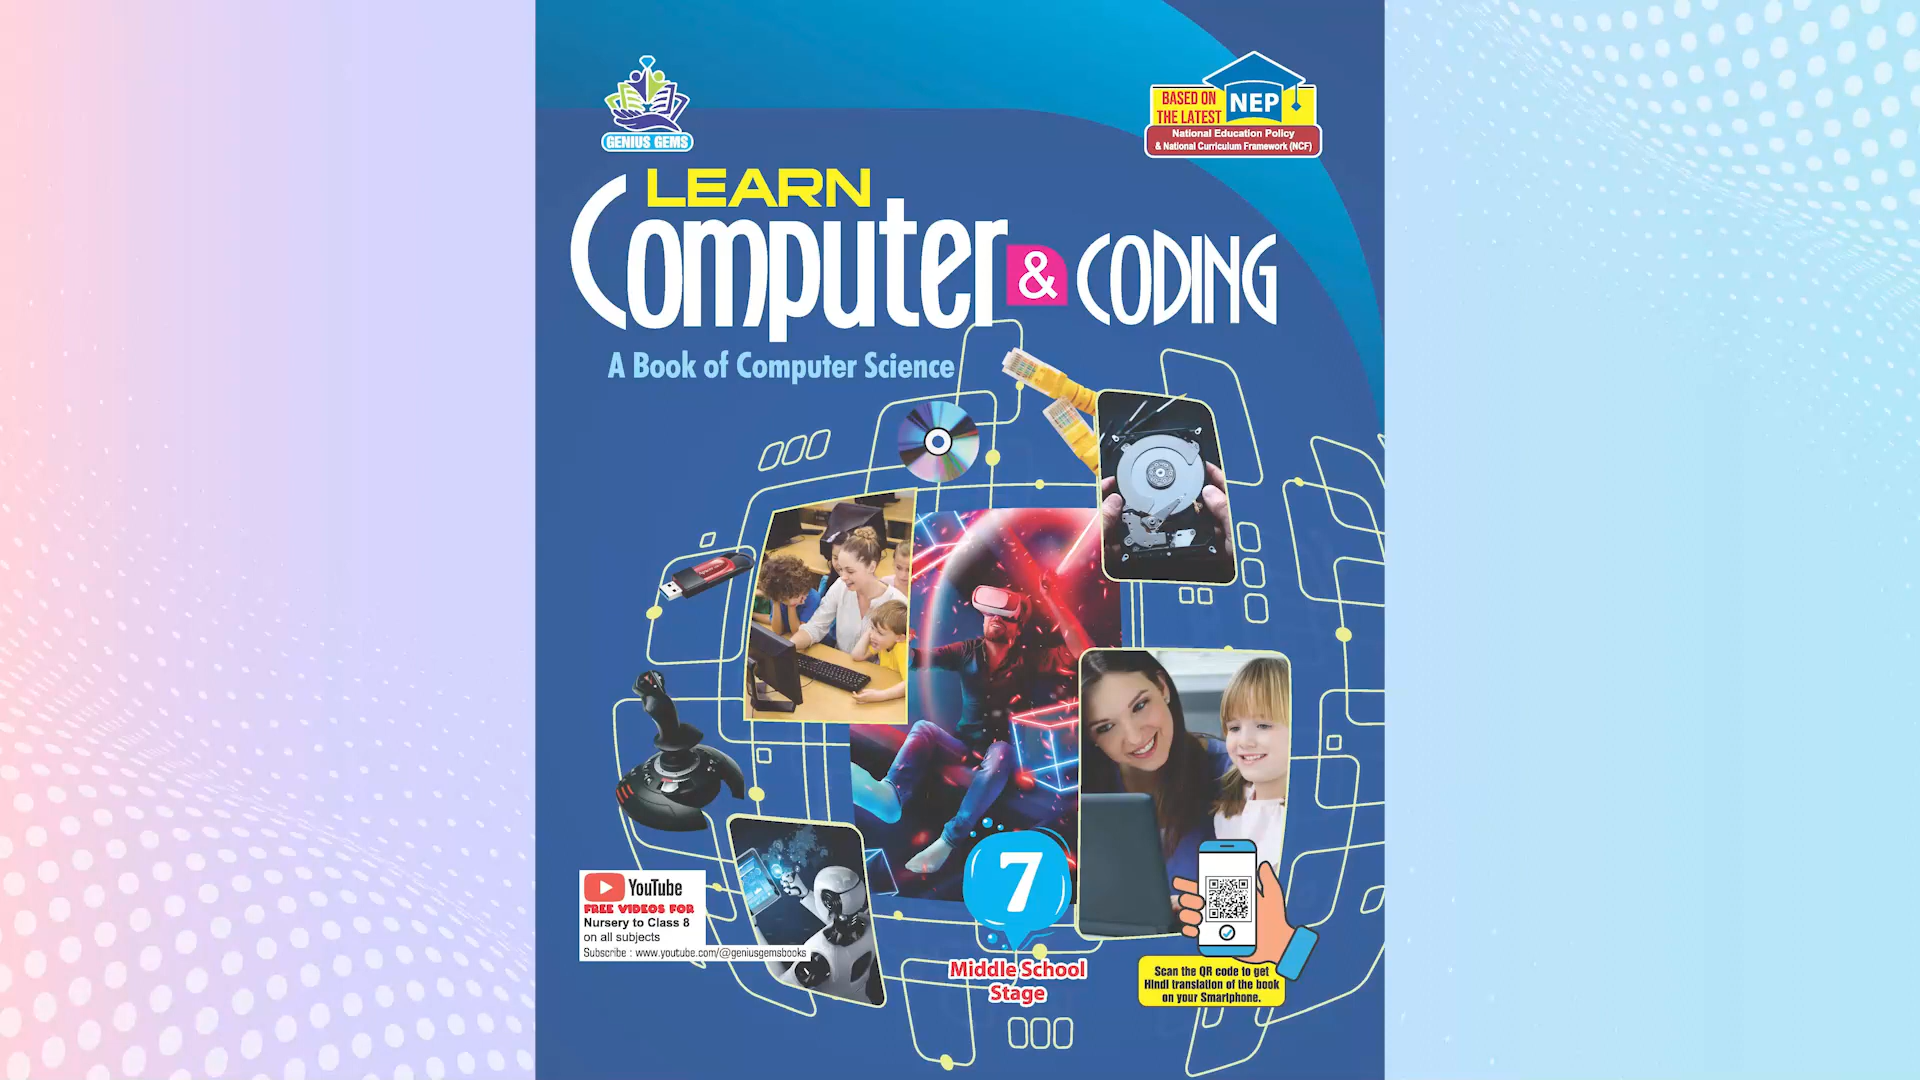 GENIUS GEMS
BASED ON
THE LATEST
NEP
National Education Policy
& National Curriculum Framework (NCF)
LEARN
Computer & CODING
A Book of Computer Science
7
Middle School
Stage
YouTube
FREE VIDEOS FOR
Nursery to Class 8
on all subjects
Subscribe : www.youtube.com/@geniusgemsbooks
Scan the QR code to get
Hindi translation of the book
on your Smartphone.